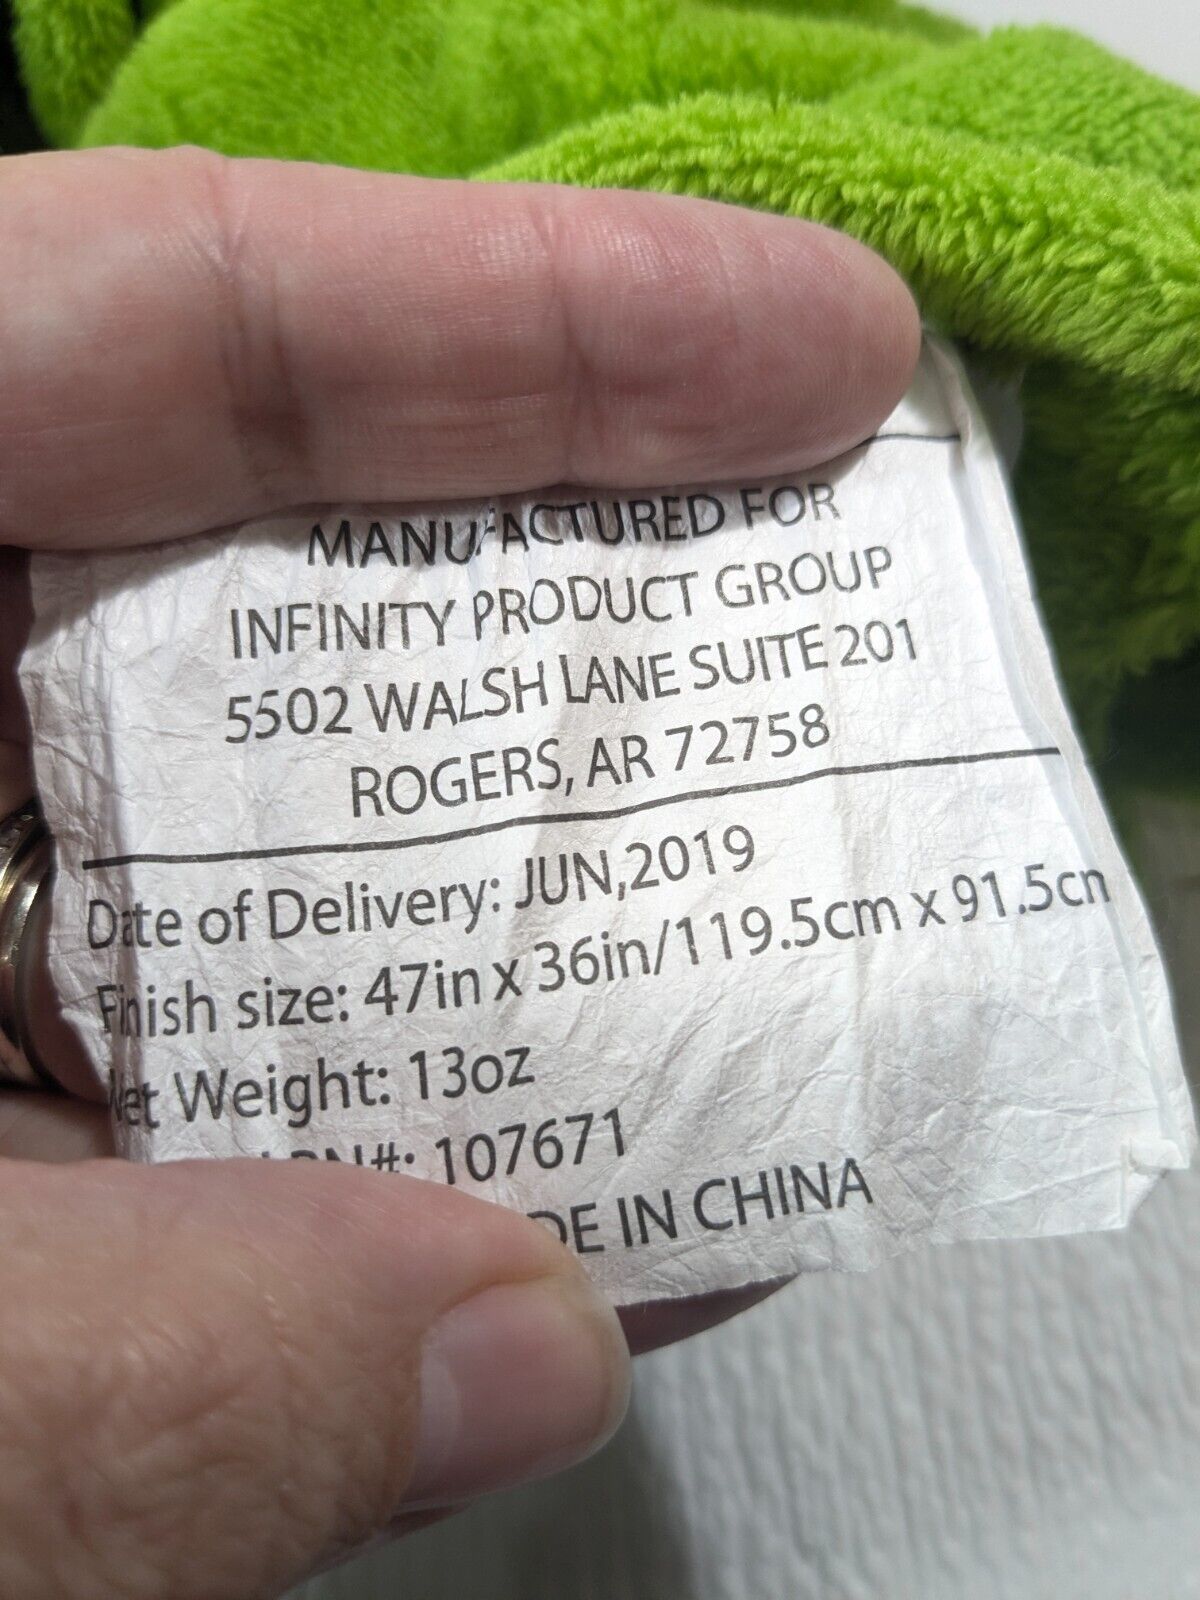 MANUFACTURED FOR
INFINITY PRODUCT GROUP
5502 WALSH LANE SUITE 201
ROGERS, AR 72758
Date of Delivery: JUN,2019
Finish size: 47in x 36in/119.5cm x 91.5cm
Net Weight: 13oz
107671
IN CHINA